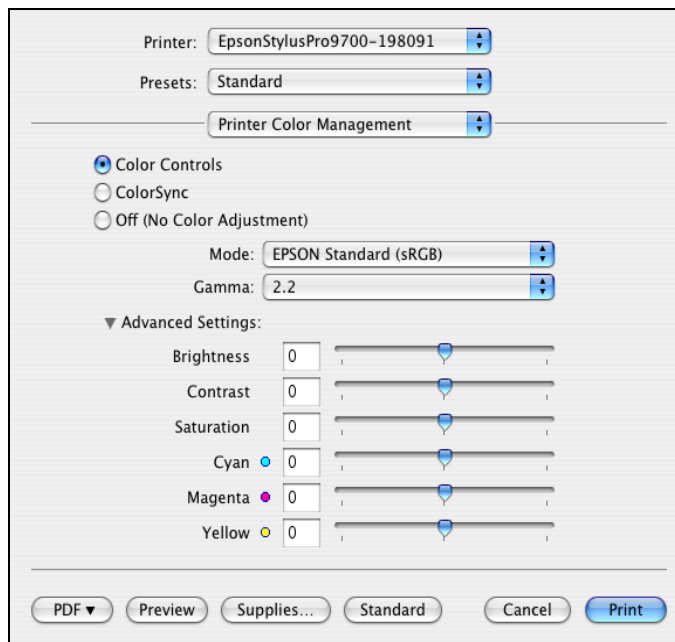 Printer: EpsonStylusPro9700-198091
Presets: Standard
Printer Color Management
Color Controls
ColorSync
Off (No Color Adjustment)
Mode: EPSON Standard (sRGB)
Gamma: 2.2
▼ Advanced Settings:
Brightness 0
Contrast 0
Saturation 0
Cyan 0
Magenta 0
Yellow 0
PDF ▼ Preview Supplies... Standard Cancel Print